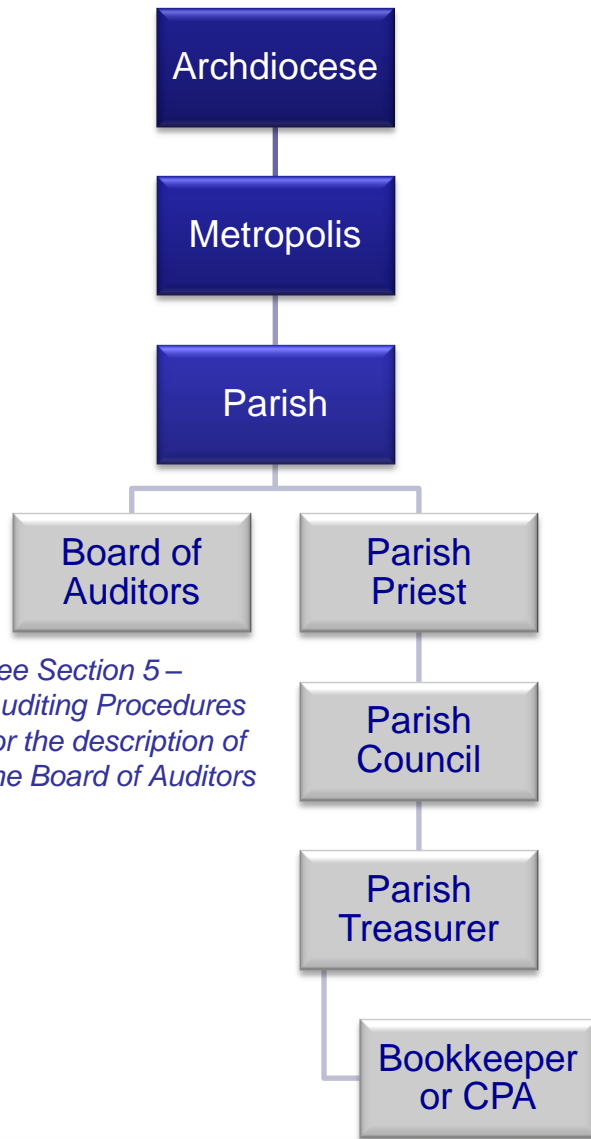 Archdiocese
Metropolis
Parish
Board of
Auditors
Parish
Priest
ee Section 5 –
uditing Procedures
or the description of
he Board of Auditors
Parish
Council
Parish
Treasurer
Bookkeeper
or CPA